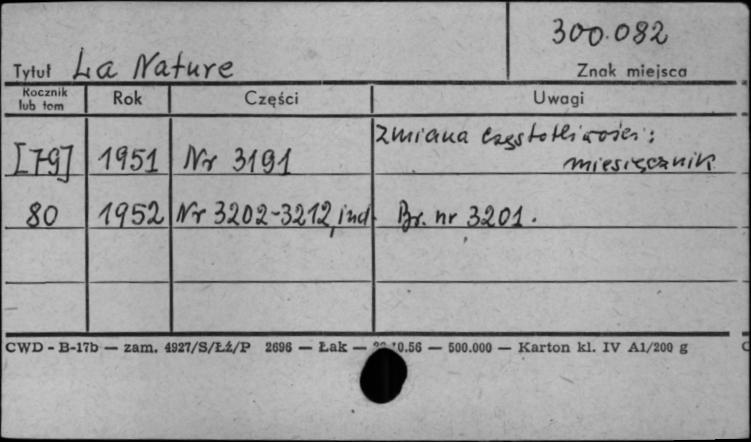 300.082
Tytuł La Nature Znak miejsca
Rocznik lub tom Rok Części Uwagi
[79] 1951 Nr 3191 Zmiana częstotliwości: miesięcznik
80 1952 Nr 3202-3212, ind. Br. nr 3201.
CWD - B-17b — zam. 4927/S/ŁŹ/P 2696 — Łak — 10.56 — 500.000 — Karton kl. IV A1/200 g